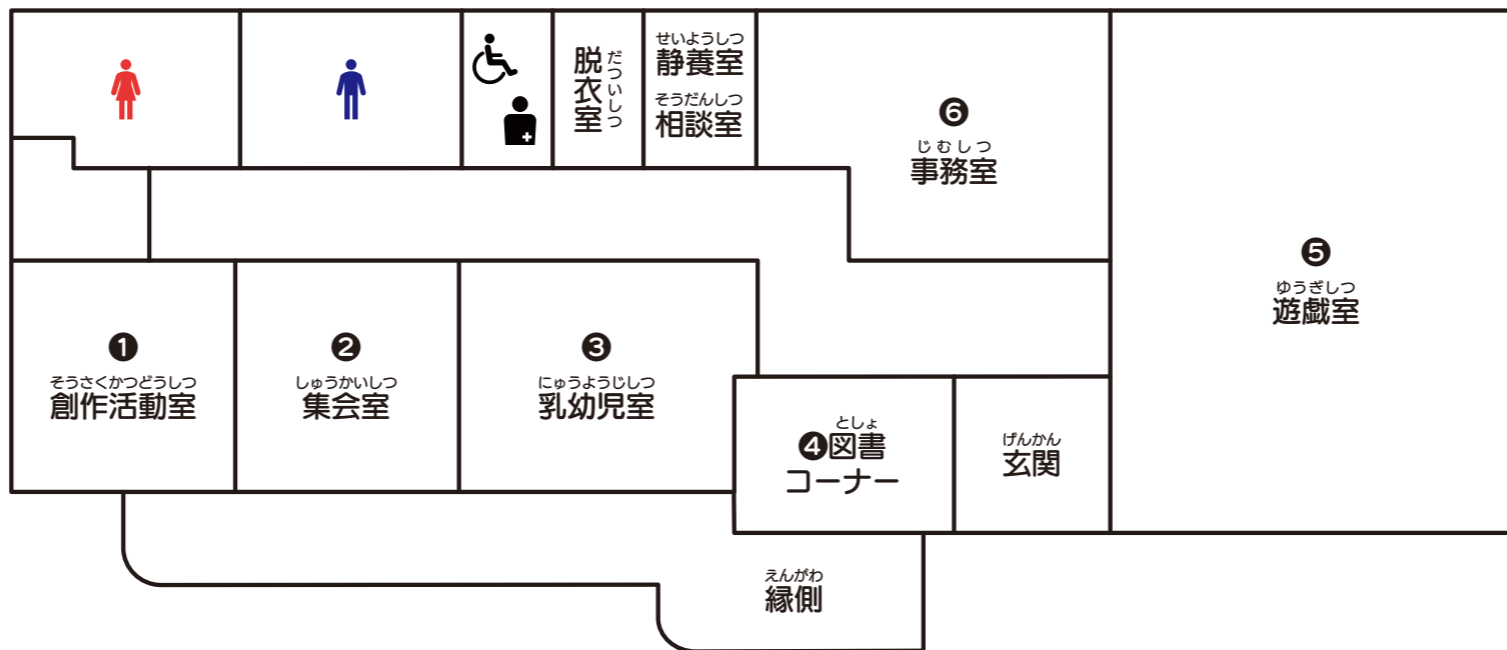 だついしつ
脱衣室
せいようしつ
静養室
そうだんしつ
相談室
❻
じむしつ
事務室
❺
ゆうぎしつ
遊戯室
❶
そうさくかつどうしつ
創作活動室
❷
しゅうかいしつ
集会室
❸
にゅうようじしつ
乳幼児室
としょ
❹図書
コーナー
げんかん
玄関
えんがわ
縁側